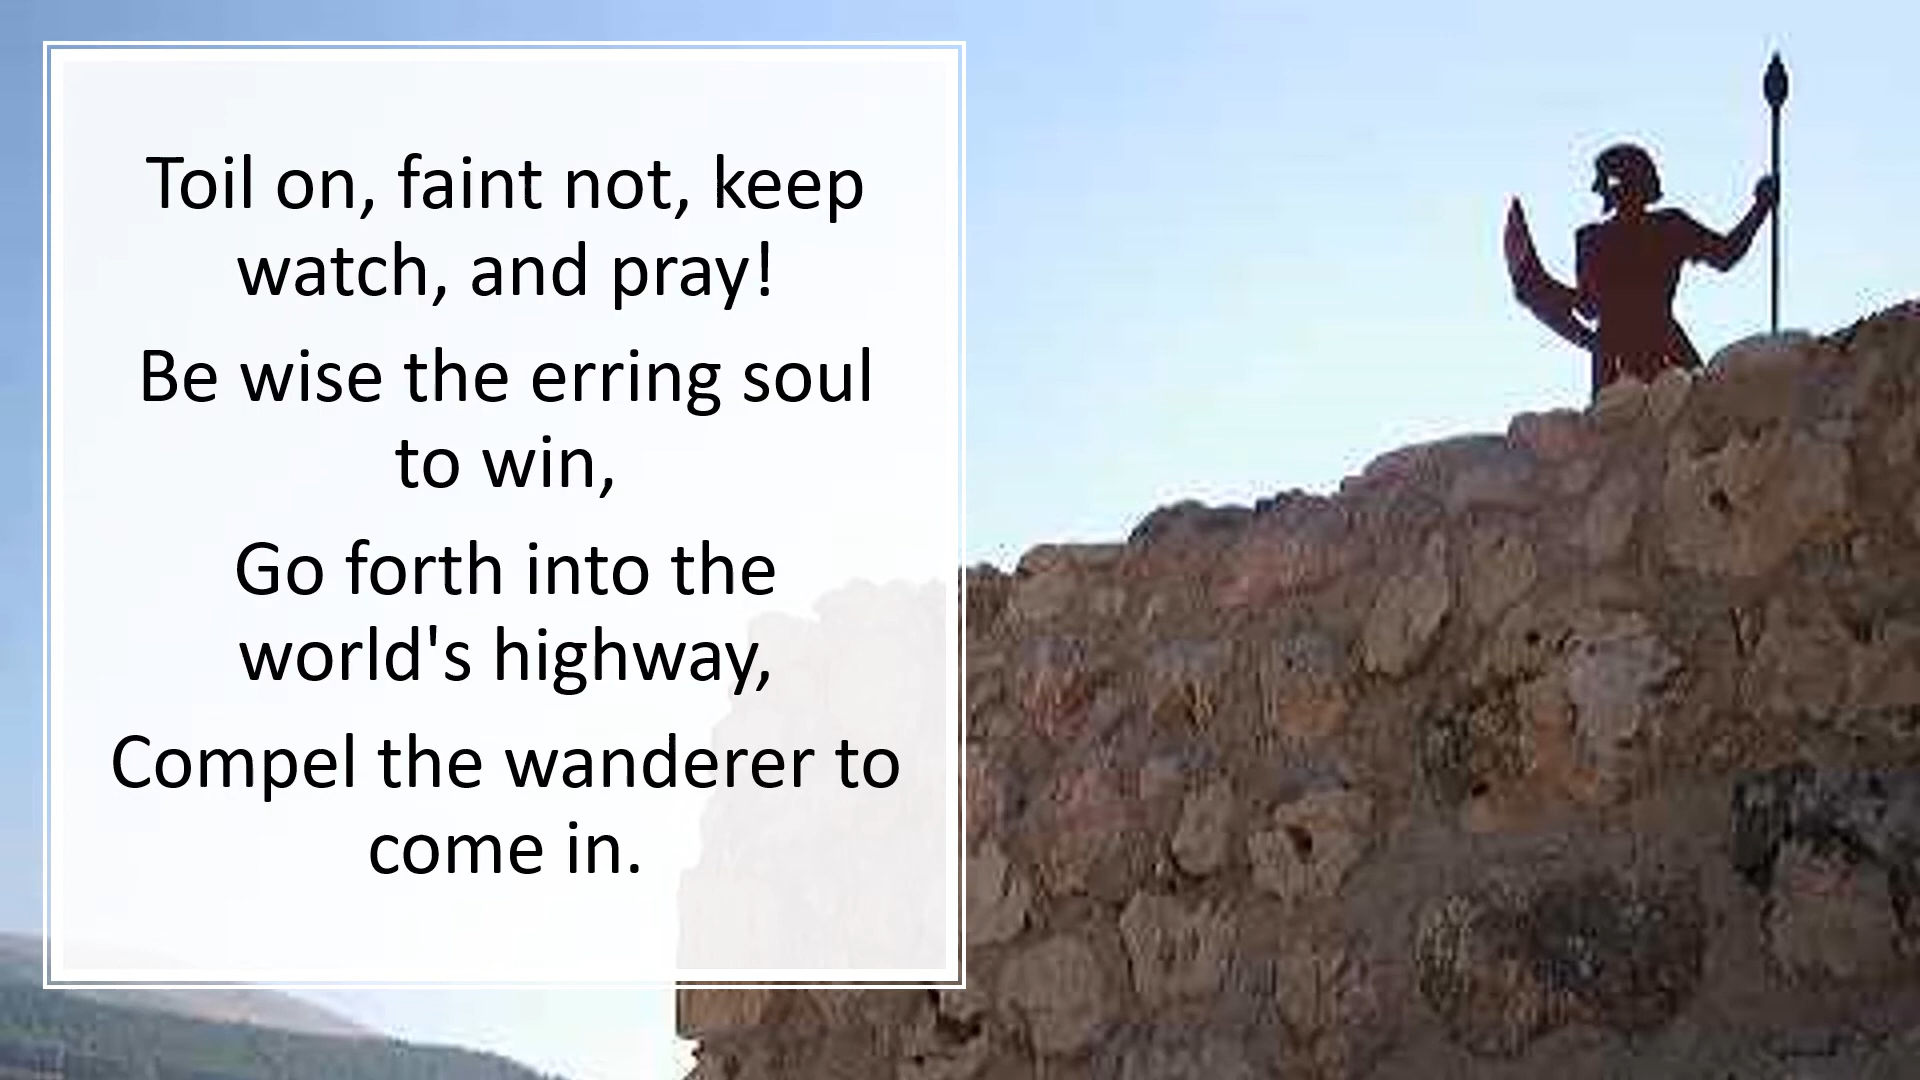 Toil on, faint not, keep
watch, and pray!
Be wise the erring soul
to win,
Go forth into the
world's highway,
Compel the wanderer to
come in.